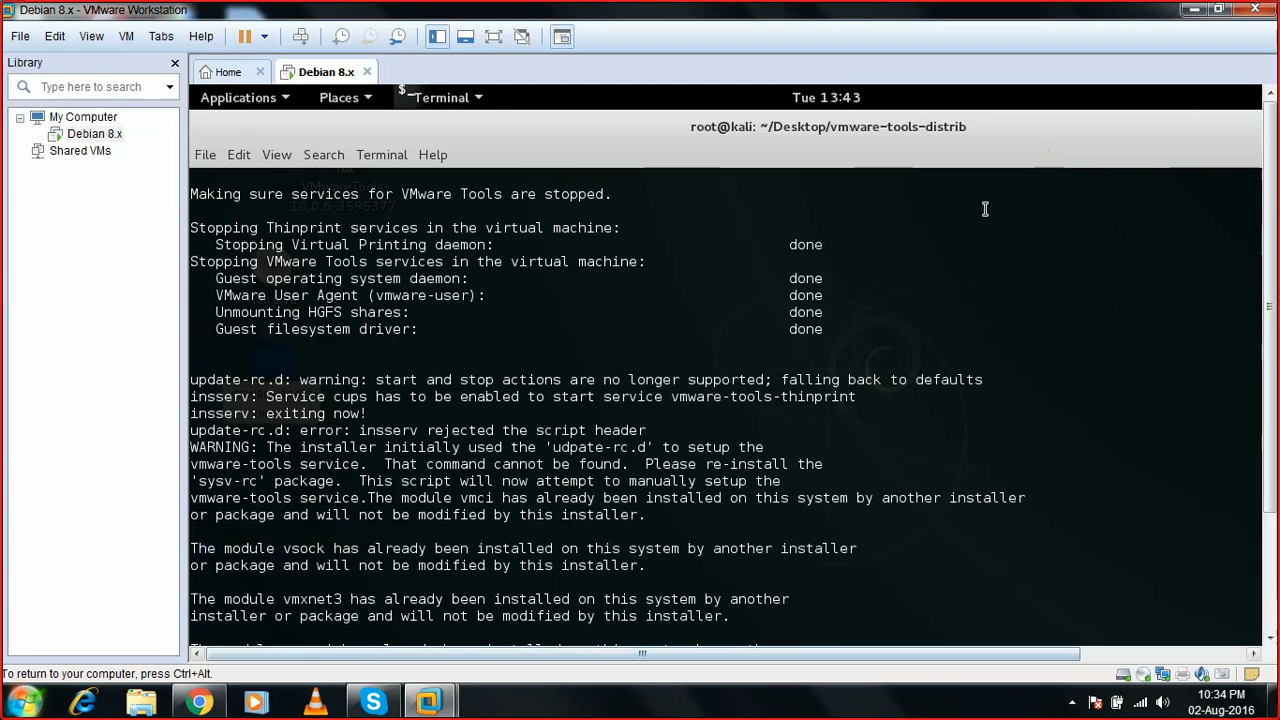 Debian 8.x - VMware Workstation
File Edit View VM Tabs Help
Library
Type here to search
My Computer
Debian 8.x
Shared VMs
Home
Debian 8.x
Applications Places $_ Terminal Tue 13:43
root@kali: ~/Desktop/vmware-tools-distrib
File Edit View Search Terminal Help
Making sure services for VMware Tools are stopped.
Stopping Thinprint services in the virtual machine:
Stopping Virtual Printing daemon: done
Stopping VMware Tools services in the virtual machine:
Guest operating system daemon: done
VMware User Agent (vmware-user): done
Unmounting HGFS shares: done
Guest filesystem driver: done
update-rc.d: warning: start and stop actions are no longer supported; falling back to defaults
insserv: Service cups has to be enabled to start service vmware-tools-thinprint
insserv: exiting now!
update-rc.d: error: insserv rejected the script header
WARNING: The installer initially used the 'udpate-rc.d' to setup the
vmware-tools service.  That command cannot be found.  Please re-install the
'sysv-rc' package.  This script will now attempt to manually setup the
vmware-tools service.The module vmci has already been installed on this system by another installer
or package and will not be modified by this installer.
The module vsock has already been installed on this system by another installer
or package and will not be modified by this installer.
The module vmxnet3 has already been installed on this system by another
installer or package and will not be modified by this installer.
To return to your computer, press Ctrl+Alt.
10:34 PM
02-Aug-2016